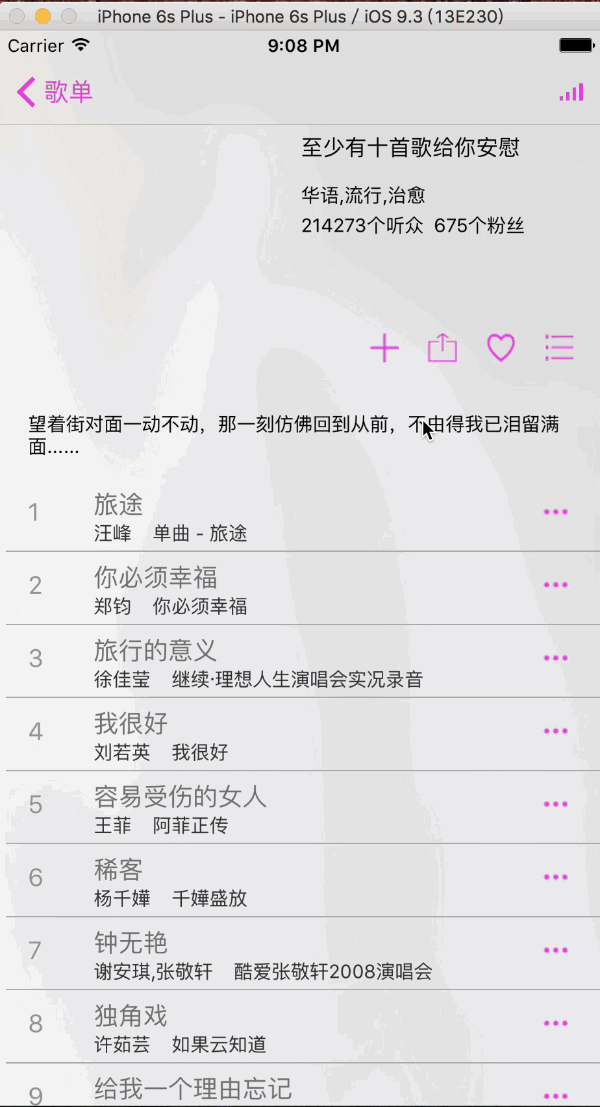 iPhone 6s Plus - iPhone 6s Plus / iOS 9.3 (13E230)
Carrier 9:08 PM
歌单
至少有十首歌给你安慰
华语,流行,治愈
214273个听众 675个粉丝
望着街对面一动不动，那一刻仿佛回到从前，不由得我已泪留满
面......
1 旅途
汪峰 单曲 - 旅途
2 你必须幸福
郑钧 你必须幸福
3 旅行的意义
徐佳莹 继续·理想人生演唱会实况录音
4 我很好
刘若英 我很好
5 容易受伤的女人
王菲 阿菲正传
6 稀客
杨千嬅 千嬅盛放
7 钟无艳
谢安琪,张敬轩 酷爱张敬轩2008演唱会
8 独角戏
许茹芸 如果云知道
9 给我一个理由忘记